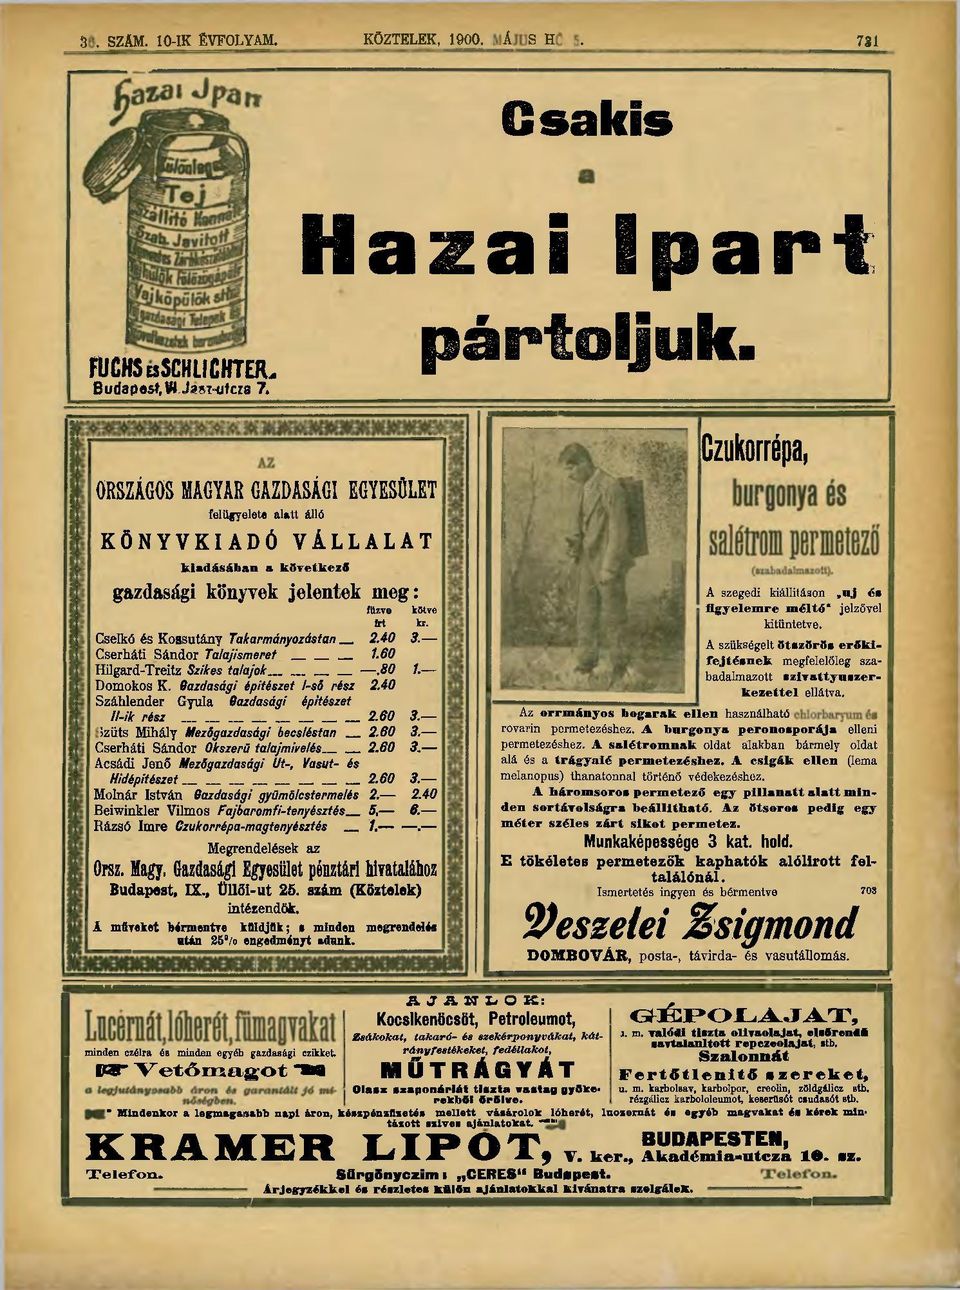 SZÁM. 10-IK ÉVFOLYAM. KÖZTELEK, 1900. 731
Hazai Ipart
Különleges
Tej
Szállító Kannák
Szab. Javított
Vajköpülők stb.
gazdasági Telepek
FUCHS és SCHLICHTER.
Budapest, VI. Jász-utcza 7.
Csakis
a
Hazai Ipart
pártoljuk.
AZ
ORSZÁGOS MAGYAR GAZDASÁGI EGYESÜLET
felügyelete alatt álló
KÖNYVKIADÓ VÁLLALAT
kiadásában a következő
gazdasági könyvek jelentek meg:
fűzve kötve
frt kr.
Cselkó és Kossutány Takarmányozástan 2.40 3.—
Cserháti Sándor Talajismeret 1.60
Hilgard-Treitz Szikes talajok —.80 1.—
Domokos K. Gazdasági építészet I-ső rész 2.40
Száhlender Gyula Gazdasági építészet
II-ik rész 2.60 3.—
Szüts Mihály Mezőgazdasági becsléstan 2.60 3.—
Cserháti Sándor Okszerű talajmivelés 2.60 3.—
Acsádi Jenő Mezőgazdasági Út-, Vasut- és
Hidépítészet 2.60 3.—
Molnár István Gazdasági gyümölcstermelés 2.— 2.40
Beiwinkler Vilmos Fajbaromfi-tenyésztés 5.— 6.—
Rázsó Imre Czukorrépa-magtenyésztés 1.— —.—
Megrendelések az
Orsz. Magy. Gazdasági Egyesület pénztári hivatalához
Budapest, IX., Üllői-ut 25. szám (Köztelek)
intézendők.
A műveket bérmentve küldjük; s minden megrendelés
után 25% engedményt adunk.
Czukorrépa,
burgonya és
salétrom permetező
(szabadalmazott).
A szegedi kiállitáson „uj és
figyelemre méltó" jelzővel
kitüntetve.
A szükségelt ötszörös erőki-
fejtésnek megfelelőleg sza-
badalmazott szivattyuszer-
kezettel ellátva.
Az orrmányos bogarak ellen használható chlorbaryum és
rovarin permetezéshez. A burgonya peronosporája elleni
permetezéshez. A salétromnak oldat alakban bármely oldat
alá és a trágyalé permetezéshez. A csigák ellen (lema
melanopus) thanatonnal történő védekezéshez.
A háromsoros permetező egy pillanatt alatt min-
den sortávolságra beállitható. Az ötsoros pedig egy
méter széles zárt sikot permetez.
Munkaképessége 3 kat. hold.
E tökéletes permetezők kaphatók alólirott fel-
találónál.
Ismertetés ingyen és bérmentve 703
Veszelei Zsigmond
DOMBOVÁR, posta-, távirda- és vasutállomás.
Lucernát, lóherét, fümagvakat
minden czélra és minden egyéb gazdasági czikket.
Vetőmagot
a legjutányosabb áron és garantált jó mi-
nőségben.
AJÁNLOK:
Kocsikenőcsöt, Petroleumot,
Zsákokat, takaró- és szekérponyvákat, kát-
rányfestékeket, fedéllakot,
MŰTRÁGYÁT
Olasz szaponáriát tiszta vastag gyöke-
rekből őrölve.
GÉPOLAJAT,
u. m. valódi tiszta olivaolajat, elsőrendű
savtalanitott repczeolajat, stb.
Szalonnát
Fertőtlenitő szereket,
u. m. karbolsav, karbolpor, creolin, zöldgálicz stb.
rézgálicz karbololeumot, keserűsót csudasót stb.
Mindenkor a legmagasabb napi áron, készpénzfizetés mellett vásárolok lóherét, luczernát és egyéb magvakat és kérek min-
tázott szives ajánlatokat.
KRAMER LIPÓT, BUDAPESTEN,
V. ker., Akadémia-utcza 10. sz.
Telefon. Sürgönyczim: „CERES" Budapest. Telefon.
Árjegyzékkel és részletes külön ajánlatokkal kivánatra szolgálok.